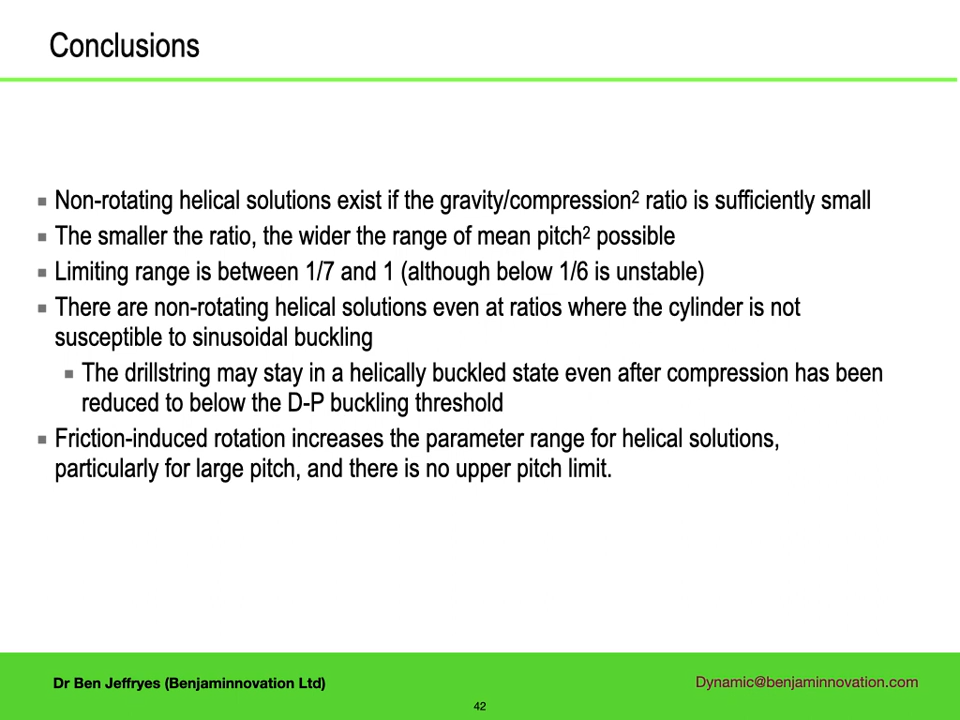 Conclusions
Non-rotating helical solutions exist if the gravity/compression² ratio is sufficiently small
The smaller the ratio, the wider the range of mean pitch² possible
Limiting range is between 1/7 and 1 (although below 1/6 is unstable)
There are non-rotating helical solutions even at ratios where the cylinder is not
susceptible to sinusoidal buckling
The drillstring may stay in a helically buckled state even after compression has been
reduced to below the D-P buckling threshold
Friction-induced rotation increases the parameter range for helical solutions,
particularly for large pitch, and there is no upper pitch limit.
Dr Ben Jeffryes (Benjaminnovation Ltd)
Dynamic@benjaminnovation.com
42